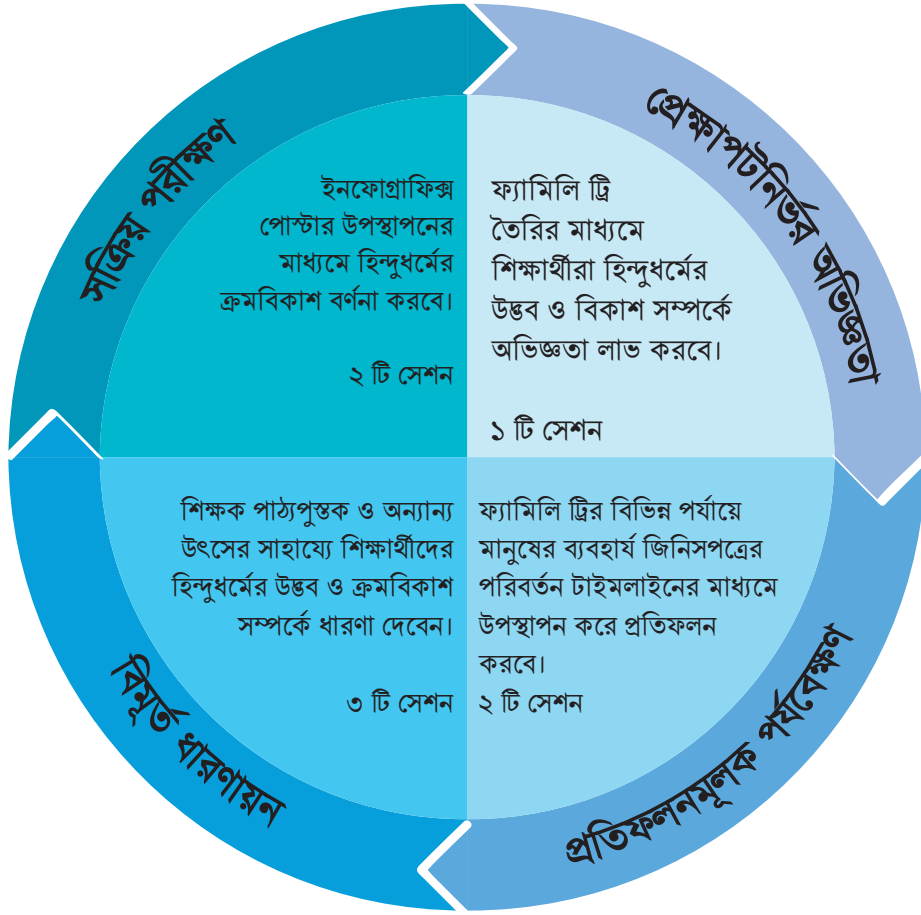 প্রেক্ষাপটনির্ভর অভিজ্ঞতা
ফ্যামিলি ট্রি
তৈরির মাধ্যমে
শিক্ষার্থীরা হিন্দুধর্মের
উদ্ভব ও বিকাশ সম্পর্কে
অভিজ্ঞতা লাভ করবে।
১ টি সেশন
প্রতিফলনমূলক পর্যবেক্ষণ
ফ্যামিলি ট্রির বিভিন্ন পর্যায়ে
মানুষের ব্যবহার্য জিনিসপত্রের
পরিবর্তন টাইমলাইনের মাধ্যমে
উপস্থাপন করে প্রতিফলন
করবে।
২ টি সেশন
বিমূর্ত ধারণায়ন
শিক্ষক পাঠ্যপুস্তক ও অন্যান্য
উৎসের সাহায্যে শিক্ষার্থীদের
হিন্দুধর্মের উদ্ভব ও ক্রমবিকাশ
সম্পর্কে ধারণা দেবেন।
৩ টি সেশন
সক্রিয় পরীক্ষণ
ইনফোগ্রাফিক্স
পোস্টার উপস্থাপনের
মাধ্যমে হিন্দুধর্মের
ক্রমবিকাশ বর্ণনা করবে।
২ টি সেশন